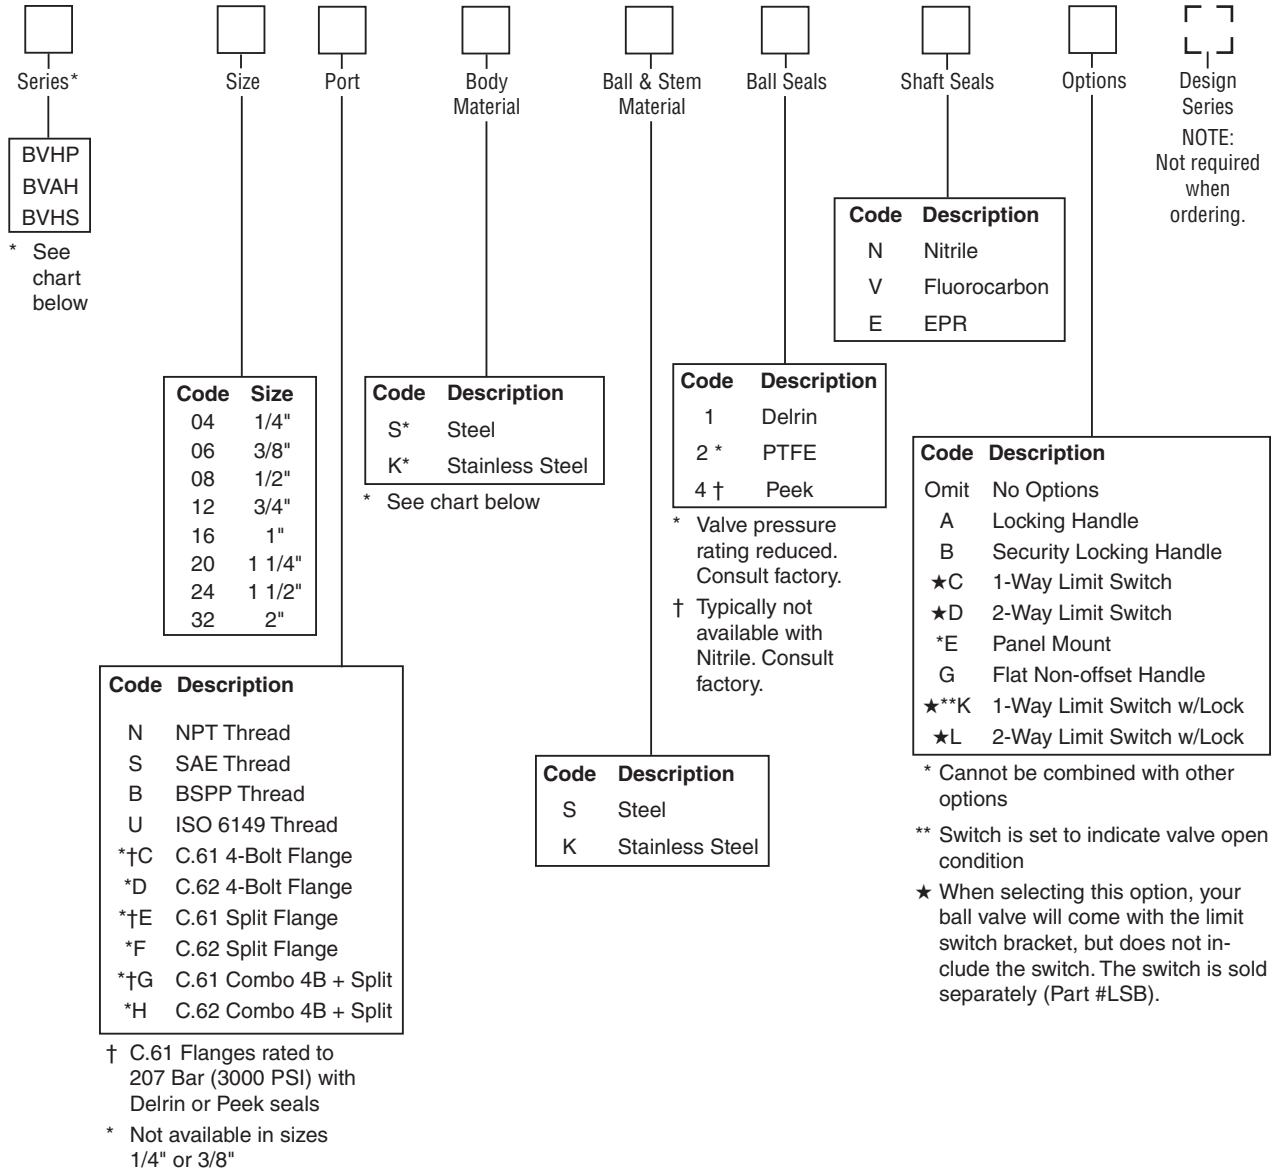 Series*
Size
Port
Body
Material
Ball & Stem
Material
Ball Seals
Shaft Seals
Options
Design
Series
NOTE:
Not required
when
ordering.
BVHP
BVAH
BVHS
* See
chart
below
Code Size
04 1/4"
06 3/8"
08 1/2"
12 3/4"
16 1"
20 1 1/4"
24 1 1/2"
32 2"
Code Description
N NPT Thread
S SAE Thread
B BSPP Thread
U ISO 6149 Thread
*†C C.61 4-Bolt Flange
*D C.62 4-Bolt Flange
*†E C.61 Split Flange
*F C.62 Split Flange
*†G C.61 Combo 4B + Split
*H C.62 Combo 4B + Split
† C.61 Flanges rated to
207 Bar (3000 PSI) with
Delrin or Peek seals
* Not available in sizes
1/4" or 3/8"
Code Description
S* Steel
K* Stainless Steel
* See chart below
Code Description
S Steel
K Stainless Steel
Code Description
1 Delrin
2 * PTFE
4 † Peek
* Valve pressure
rating reduced.
Consult factory.
† Typically not
available with
Nitrile. Consult
factory.
Code Description
N Nitrile
V Fluorocarbon
E EPR
Code Description
Omit No Options
A Locking Handle
B Security Locking Handle
★C 1-Way Limit Switch
★D 2-Way Limit Switch
*E Panel Mount
G Flat Non-offset Handle
★**K 1-Way Limit Switch w/Lock
★L 2-Way Limit Switch w/Lock
* Cannot be combined with other
options
** Switch is set to indicate valve open
condition
★ When selecting this option, your
ball valve will come with the limit
switch bracket, but does not in-
clude the switch. The switch is sold
separately (Part #LSB).